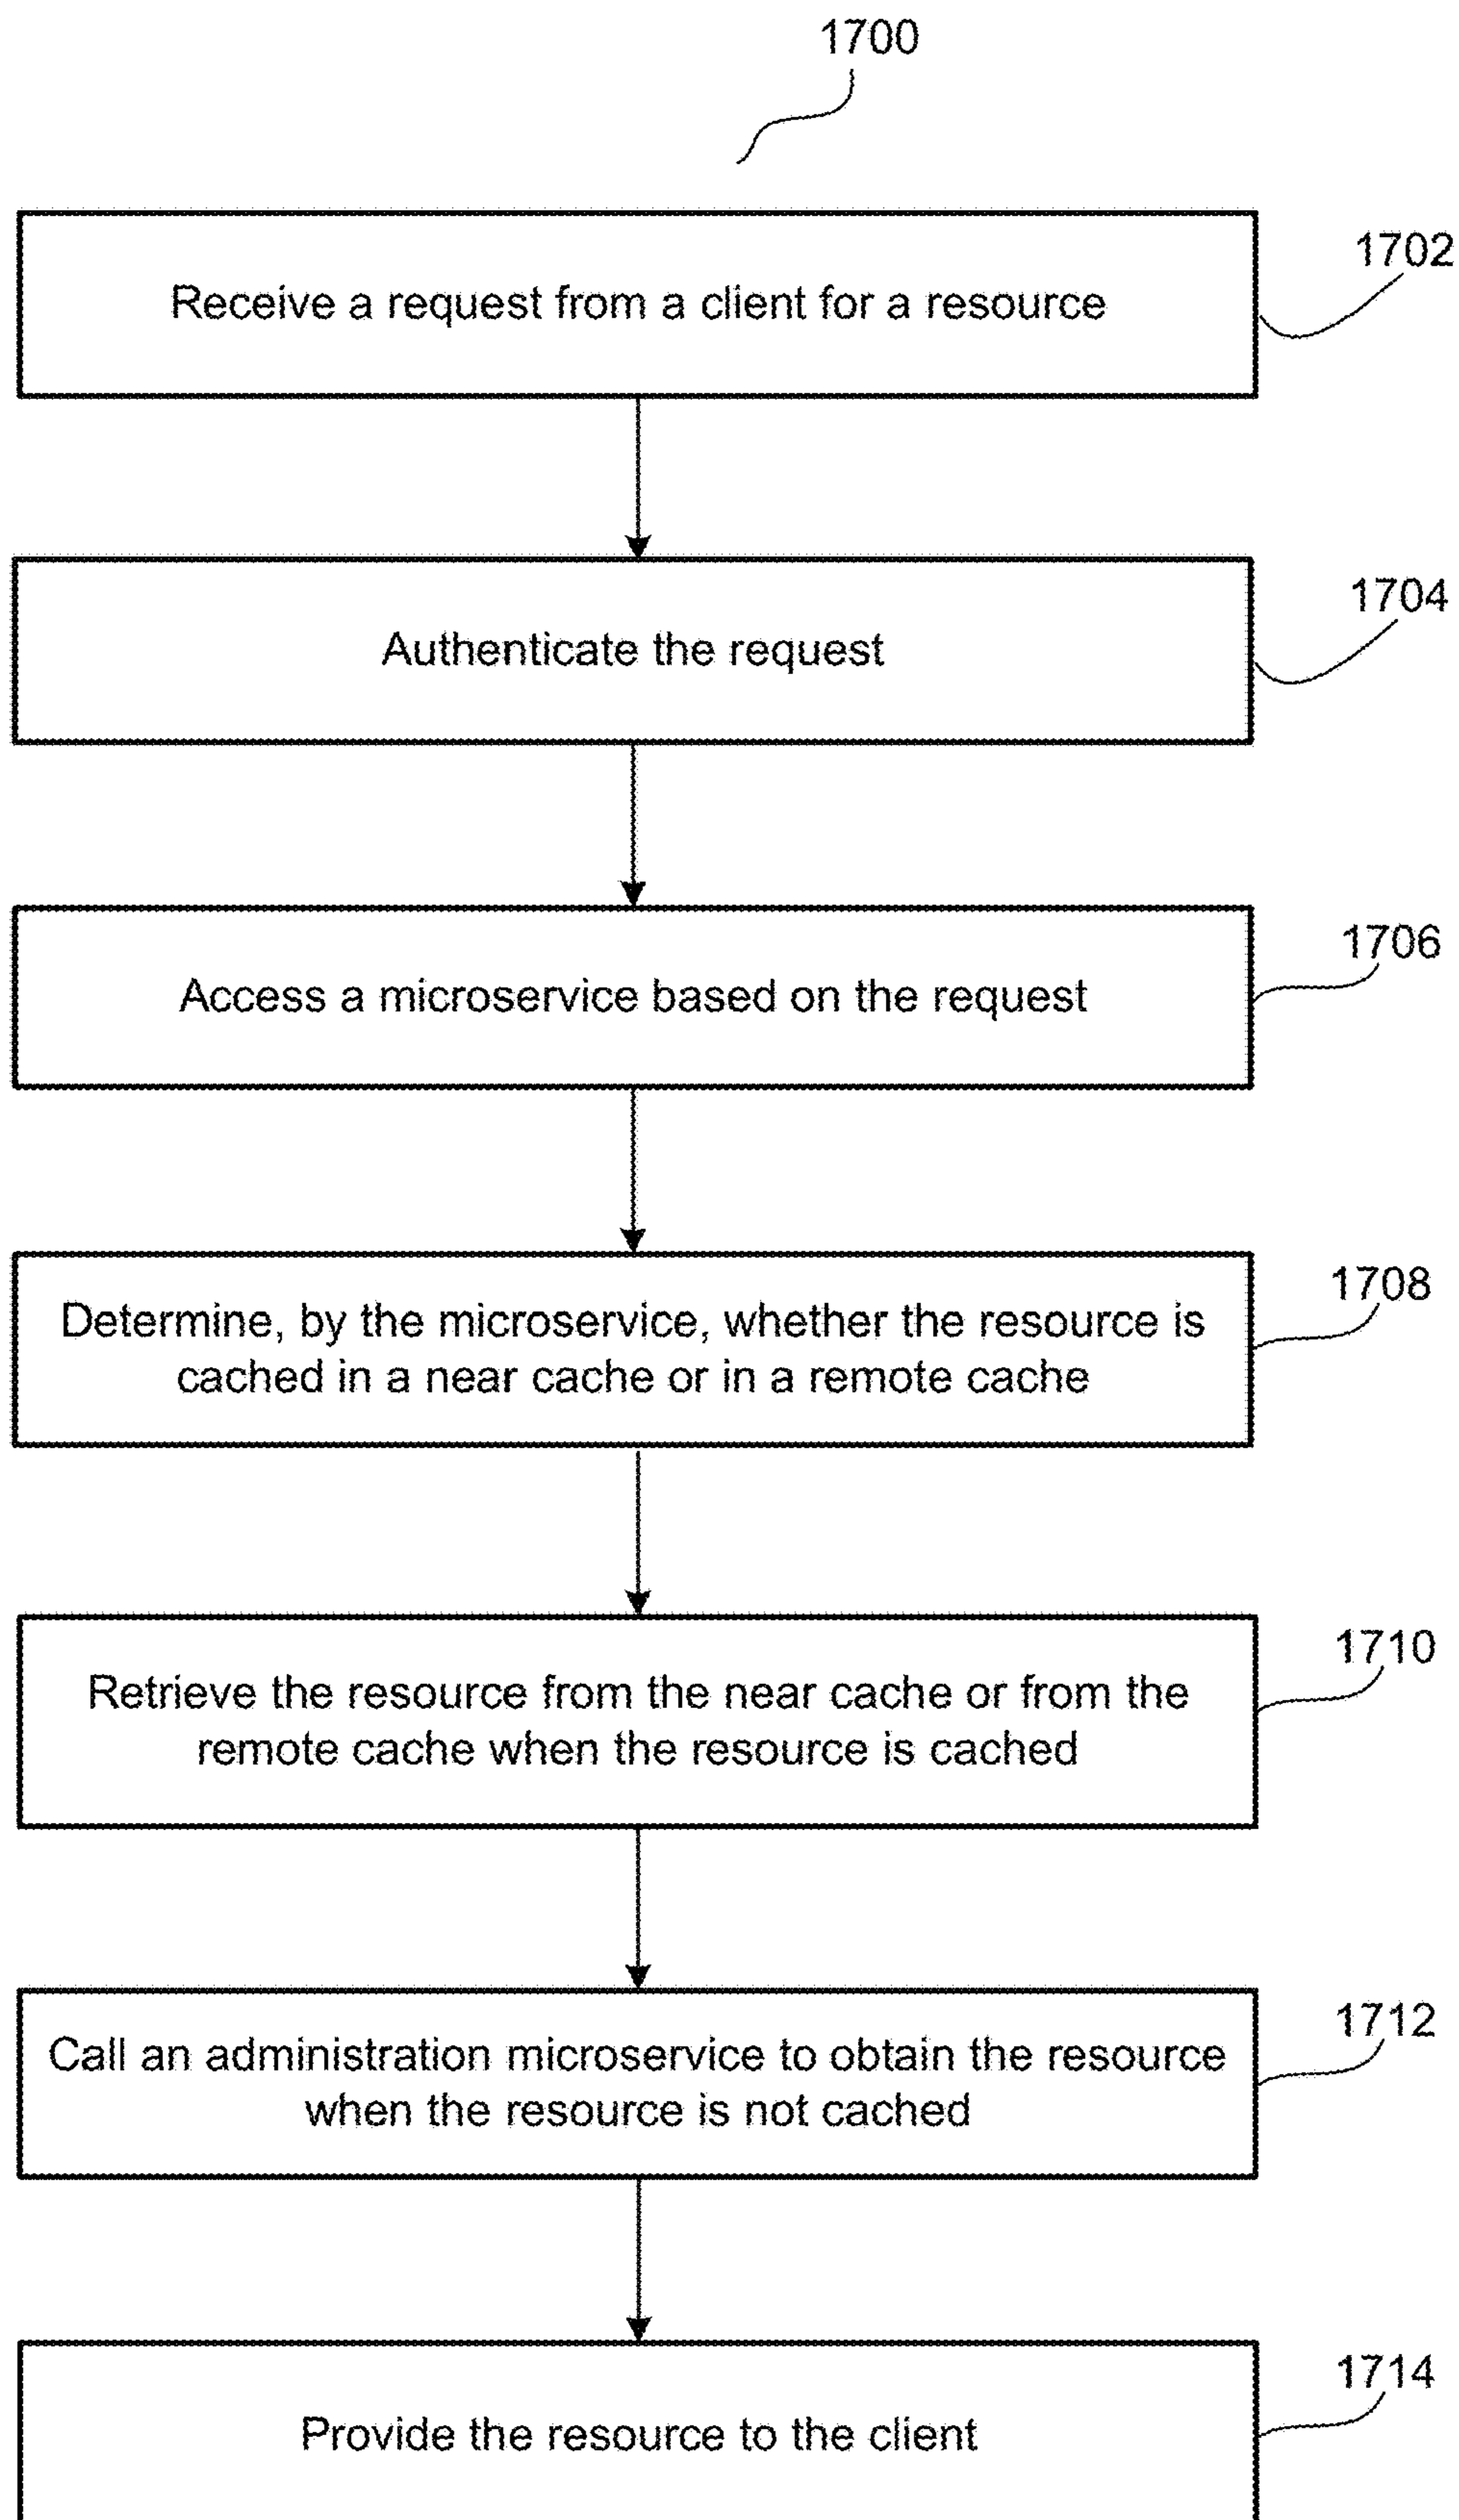 1700
Receive a request from a client for a resource
1702
Authenticate the request
1704
Access a microservice based on the request
1706
Determine, by the microservice, whether the resource is
cached in a near cache or in a remote cache
1708
Retrieve the resource from the near cache or from the
remote cache when the resource is cached
1710
Call an administration microservice to obtain the resource
when the resource is not cached
1712
Provide the resource to the client
1714